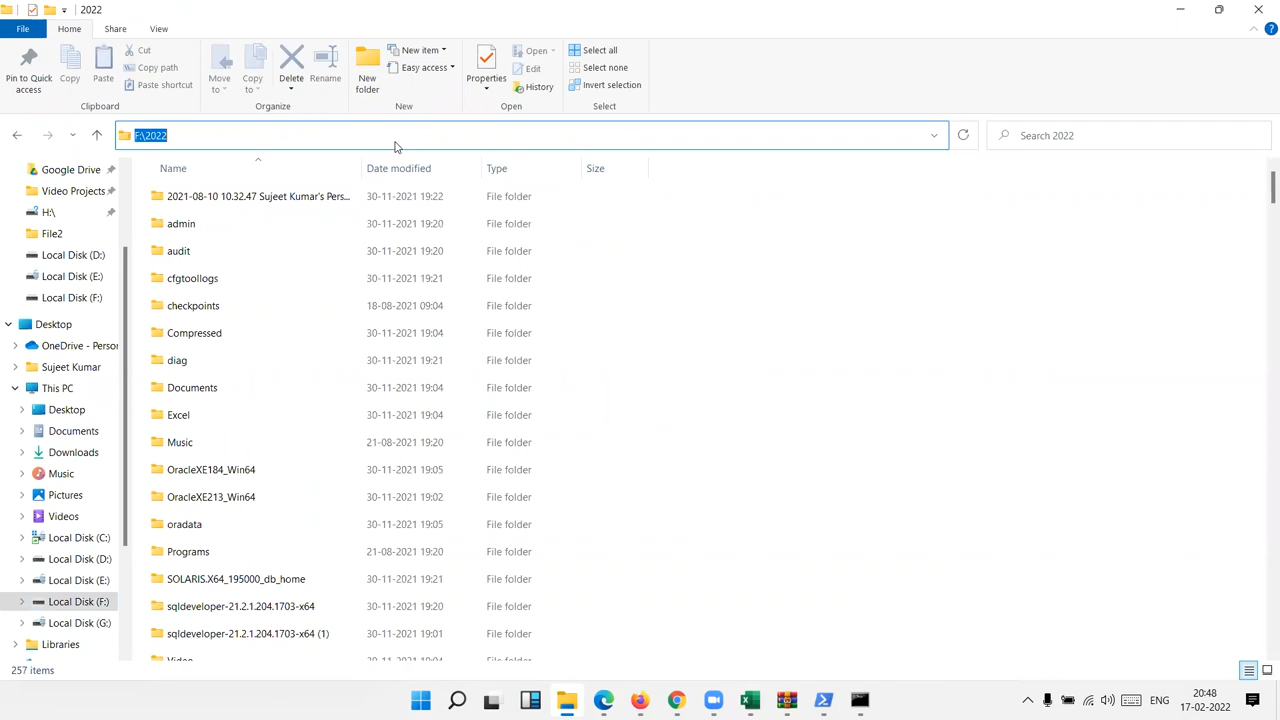 2022
File Home Share View
Pin to Quick access
Copy
Paste
Cut
Copy path
Paste shortcut
Clipboard
Move to
Copy to
Delete
Rename
Organize
New folder
New item
Easy access
New
Properties
Open
Edit
History
Open
Select all
Select none
Invert selection
Select
F:\2022
Search 2022
Google Drive
Video Projects
H:\
File2
Local Disk (D:)
Local Disk (E:)
Local Disk (F:)
Desktop
OneDrive - Person
Sujeet Kumar
This PC
Desktop
Documents
Downloads
Music
Pictures
Videos
Local Disk (C:)
Local Disk (D:)
Local Disk (E:)
Local Disk (F:)
Local Disk (G:)
Libraries
Name Date modified Type Size
2021-08-10 10.32.47 Sujeet Kumar's Pers... 30-11-2021 19:22 File folder
admin 30-11-2021 19:20 File folder
audit 30-11-2021 19:20 File folder
cfgtoollogs 30-11-2021 19:21 File folder
checkpoints 18-08-2021 09:04 File folder
Compressed 30-11-2021 19:04 File folder
diag 30-11-2021 19:21 File folder
Documents 30-11-2021 19:04 File folder
Excel 30-11-2021 19:04 File folder
Music 21-08-2021 19:20 File folder
OracleXE184_Win64 30-11-2021 19:05 File folder
OracleXE213_Win64 30-11-2021 19:02 File folder
oradata 30-11-2021 19:05 File folder
Programs 21-08-2021 19:20 File folder
SOLARIS.X64_195000_db_home 30-11-2021 19:21 File folder
sqldeveloper-21.2.1.204.1703-x64 30-11-2021 19:20 File folder
sqldeveloper-21.2.1.204.1703-x64 (1) 30-11-2021 19:01 File folder
Video 30-11-2021 19:04 File folder
257 items
ENG
20:48
17-02-2022